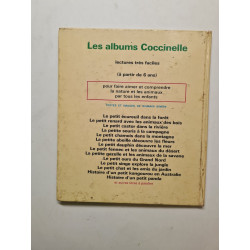 Les albums Coccinelle
lectures très faciles
(à partir de 6 ans)
pour faire aimer et comprendre
la nature et les animaux
par tous les enfants
Le petit écureuil dans la forêt
Le petit renard avec les animaux des bois
Le petit castor dans la rivière
La petite souris à la campagne
Le petit chamois dans la montagne
La petite abeille découvre les fleurs
Le petit dauphin découvre la mer
Le petit fennec et les animaux du désert
La petite gazelle et les animaux de la savane
Le petit ours du Grand Nord
Le petit singe explore la jungle
Le petit chat et les amis du jardin
Histoire d'un petit kangourou en Australie
Histoire d'un petit panda